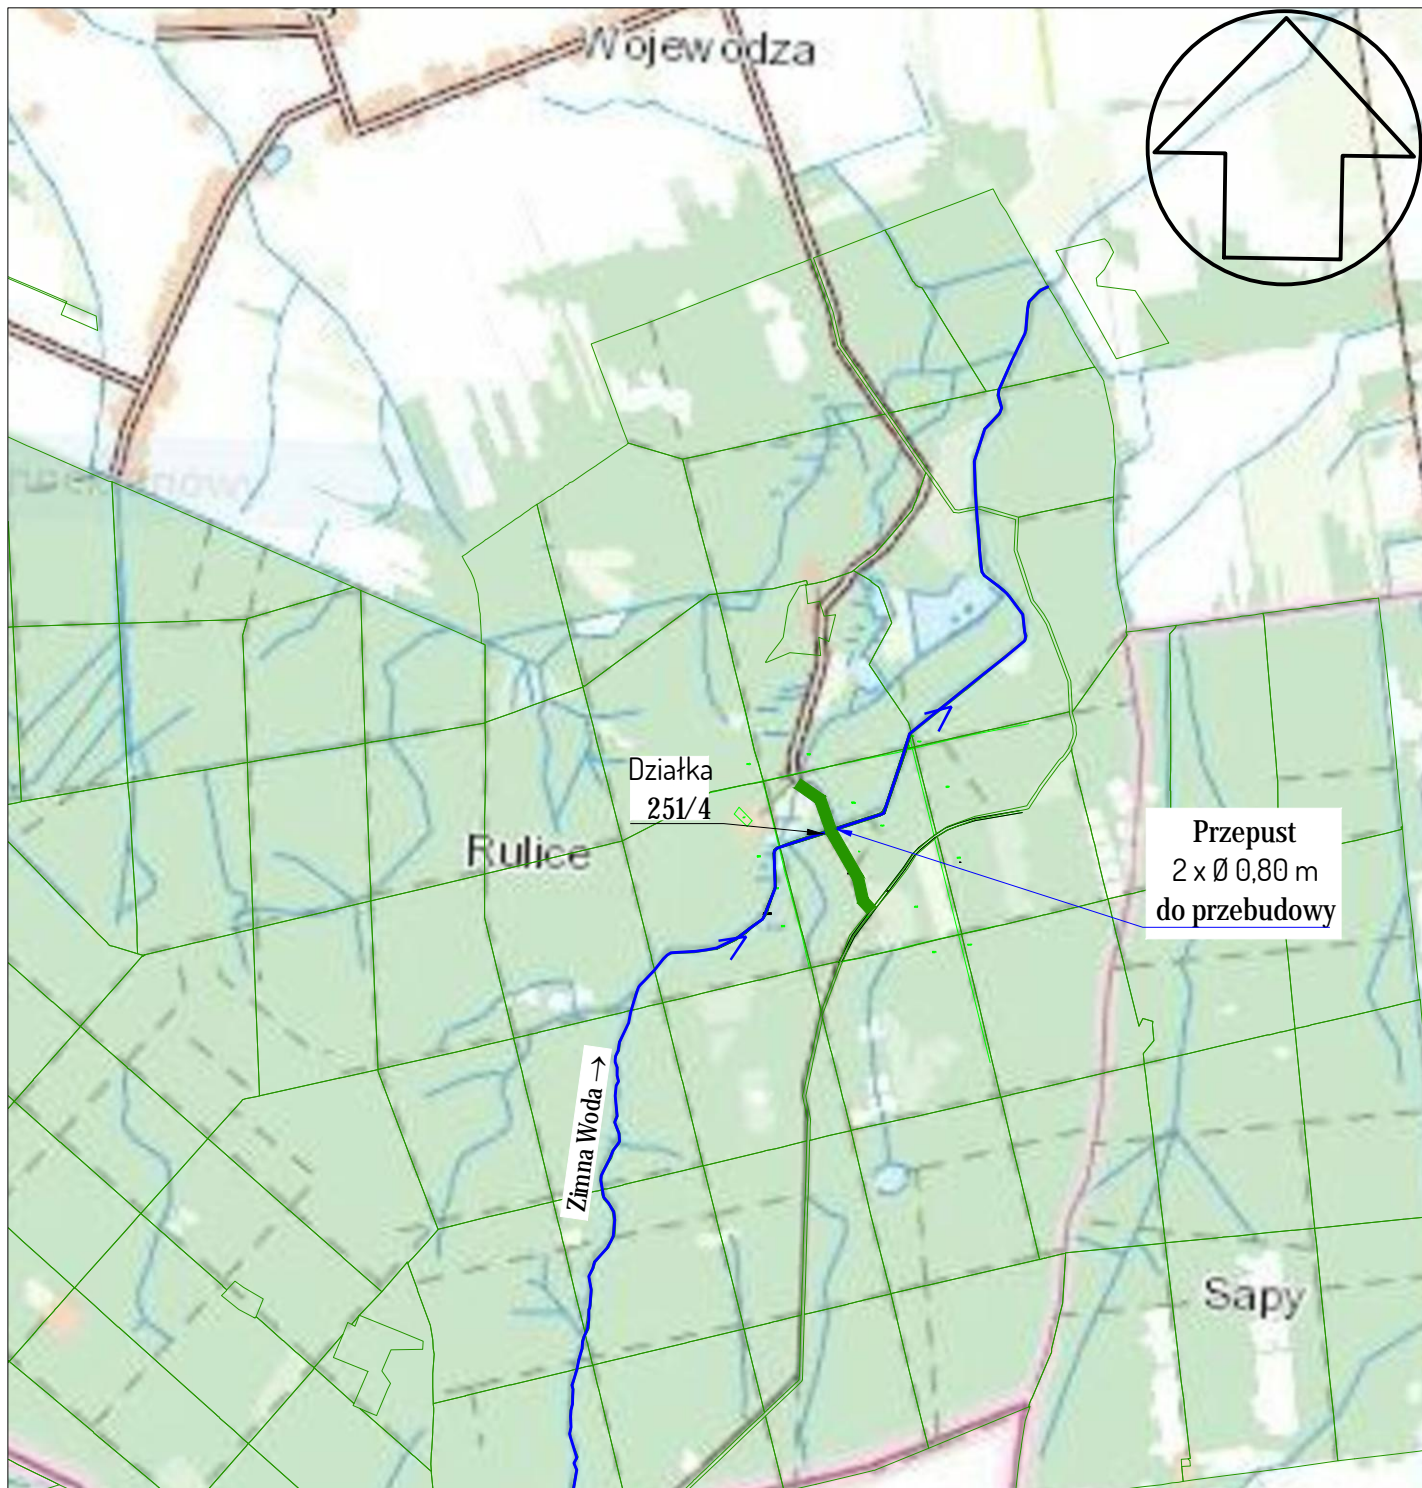 Wojewodza
Działka
251/4
Rulice
Przepust
2 x Ø 0,80 m
do przebudowy
Zimna Woda →
Sapy